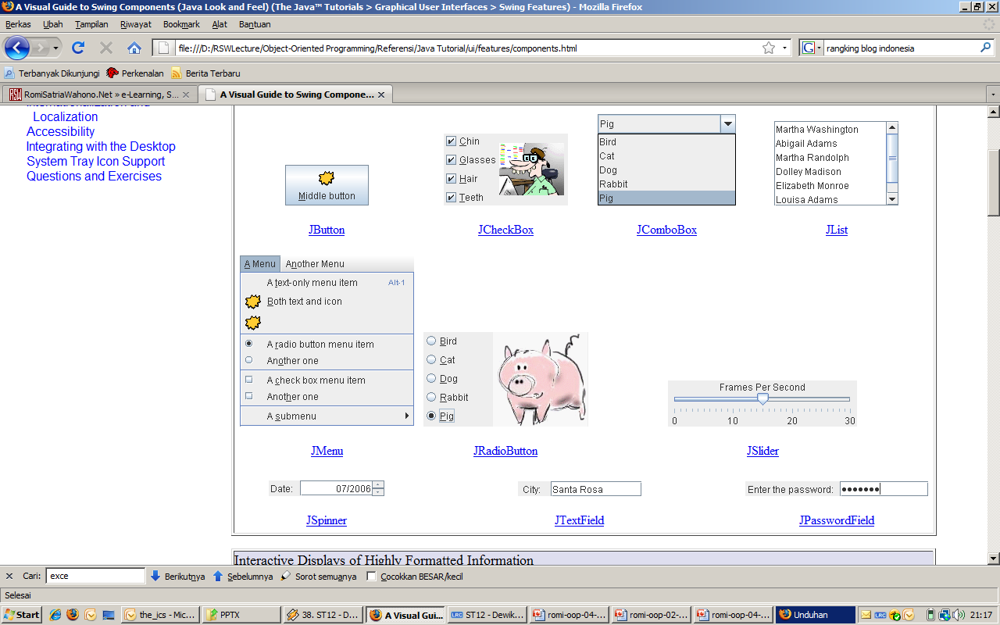 A Visual Guide to Swing Components (Java Look and Feel) (The Java™ Tutorials > Graphical User Interfaces > Swing Features) - Mozilla Firefox
Berkas Ubah Tampilan Riwayat Bookmark Alat Bantuan
file:///D:/RSWLecture/Object-Oriented Programming/Referensi/Java Tutorial/ui/features/components.html
G rangking blog indonesia
Terbanyak Dikunjungi Perkenalan Berita Terbaru
RSW RomiSatriaWahono.Net » e-Learning, S...
A Visual Guide to Swing Compone...
Internationalization and
Localization
Accessibility
Integrating with the Desktop
System Tray Icon Support
Questions and Exercises
Middle button
JButton
Chin
Glasses
Hair
Teeth
JCheckBox
Pig
Bird
Cat
Dog
Rabbit
Pig
JComboBox
Martha Washington
Abigail Adams
Martha Randolph
Dolley Madison
Elizabeth Monroe
Louisa Adams
JList
A Menu Another Menu
A text-only menu item Alt-1
Both text and icon
A radio button menu item
Another one
A check box menu item
Another one
A submenu
JMenu
Bird
Cat
Dog
Rabbit
Pig
JRadioButton
Frames Per Second
0 10 20 30
JSlider
Date: 07/2006
JSpinner
City: Santa Rosa
JTextField
Enter the password: •••••••
JPasswordField
Interactive Displays of Highly Formatted Information
Cari: exce Berikutnya Sebelumnya Sorot semuanya Cocokkan BESAR/kecil
Selesai
Start the_ics - Mic... PPTX 38. ST12 - D... A Visual Gui... LRC ST12 - Dewik... romi-oop-04-... romi-oop-02-... romi-oop-04-... Unduhan LRC 21:17